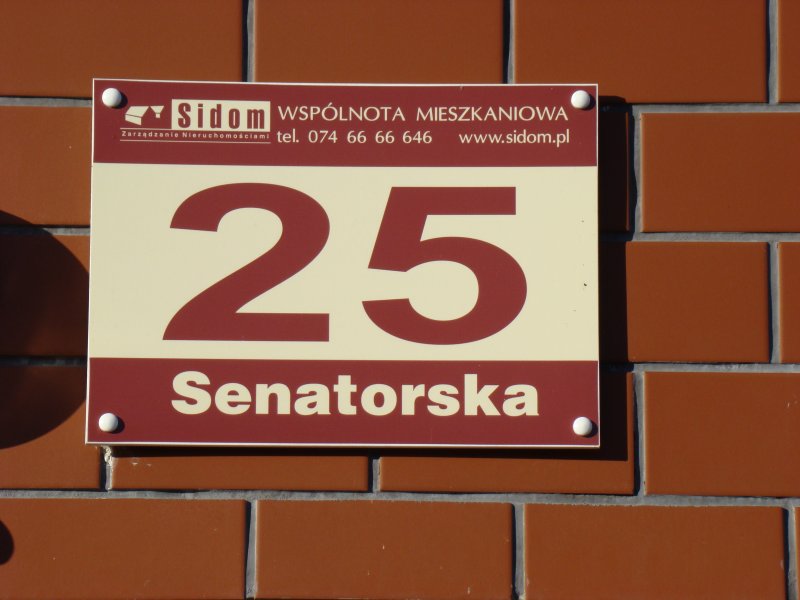 Sidom
Zarządzanie Nieruchomościami
WSPÓLNOTA MIESZKANIOWA
tel. 074 66 66 646 www.sidom.pl
25
Senatorska